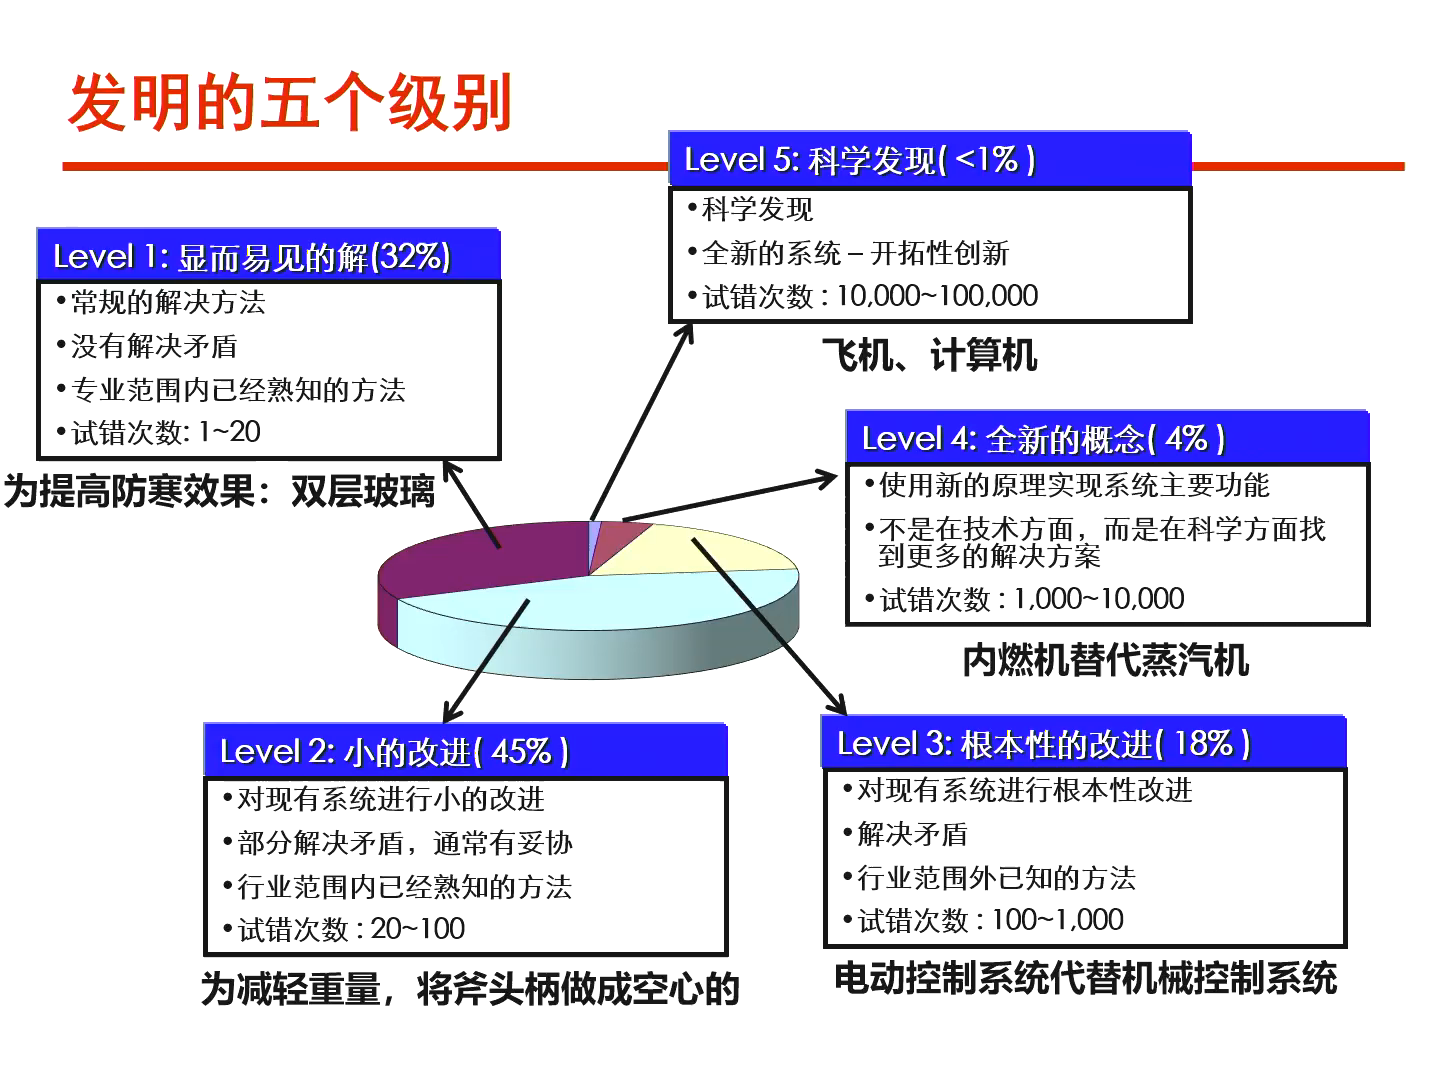 发明的五个级别
Level 5: 科学发现( <1% )
•科学发现
•全新的系统 – 开拓性创新
•试错次数 : 10,000~100,000
飞机、计算机
Level 1: 显而易见的解(32%)
•常规的解决方法
•没有解决矛盾
•专业范围内已经熟知的方法
•试错次数: 1~20
为提高防寒效果：双层玻璃
Level 4: 全新的概念( 4% )
•使用新的原理实现系统主要功能
•不是在技术方面，而是在科学方面找
到更多的解决方案
•试错次数 : 1,000~10,000
内燃机替代蒸汽机
Level 2: 小的改进( 45% )
•对现有系统进行小的改进
•部分解决矛盾，通常有妥协
•行业范围内已经熟知的方法
•试错次数 : 20~100
为减轻重量，将斧头柄做成空心的
Level 3: 根本性的改进( 18% )
•对现有系统进行根本性改进
•解决矛盾
•行业范围外已知的方法
•试错次数 : 100~1,000
电动控制系统代替机械控制系统